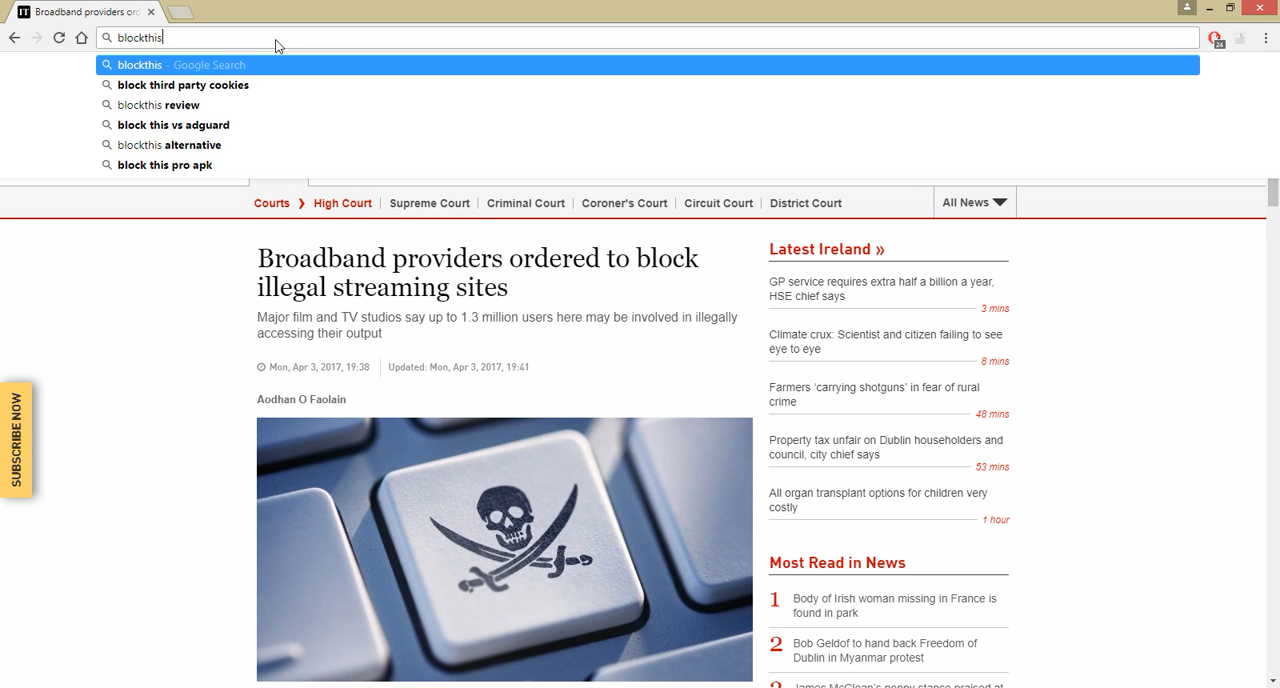 Broadband providers ord
blockthis
24
blockthis - Google Search
block third party cookies
blockthis review
block this vs adguard
blockthis alternative
block this pro apk
Courts
High Court
Supreme Court
Criminal Court
Coroner's Court
Circuit Court
District Court
All News
Broadband providers ordered to block
illegal streaming sites
Major film and TV studios say up to 1.3 million users here may be involved in illegally
accessing their output
Mon, Apr 3, 2017, 19:38
Updated: Mon, Apr 3, 2017, 19:41
Aodhan O Faolain
SUBSCRIBE NOW
Latest Ireland »
GP service requires extra half a billion a year,
HSE chief says
3 mins
Climate crux: Scientist and citizen failing to see
eye to eye
8 mins
Farmers ‘carrying shotguns’ in fear of rural
crime
48 mins
Property tax unfair on Dublin householders and
council, city chief says
53 mins
All organ transplant options for children very
costly
1 hour
Most Read in News
1 Body of Irish woman missing in France is
found in park
2 Bob Geldof to hand back Freedom of
Dublin in Myanmar protest
James McClean's poppy stance praised at